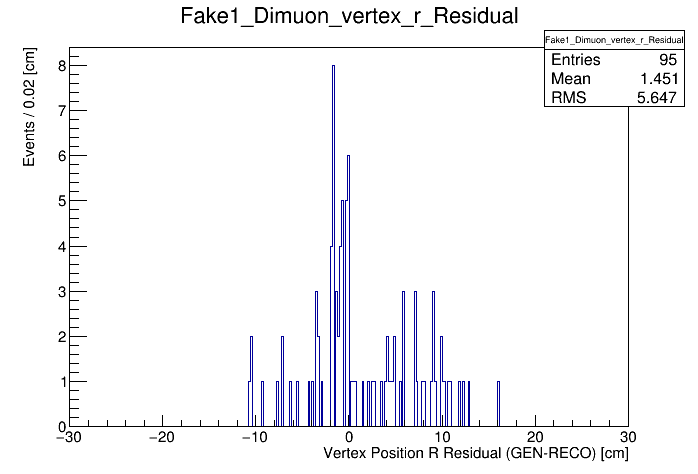 Fake1_Dimuon_vertex_r_Residual
Fake1_Dimuon_vertex_r_Residual
Entries 95
Mean 1.451
RMS 5.647
Events / 0.02 [cm]
8
7
6
5
4
3
2
1
0
−30 −20 −10 0 10 20 30
Vertex Position R Residual (GEN-RECO) [cm]